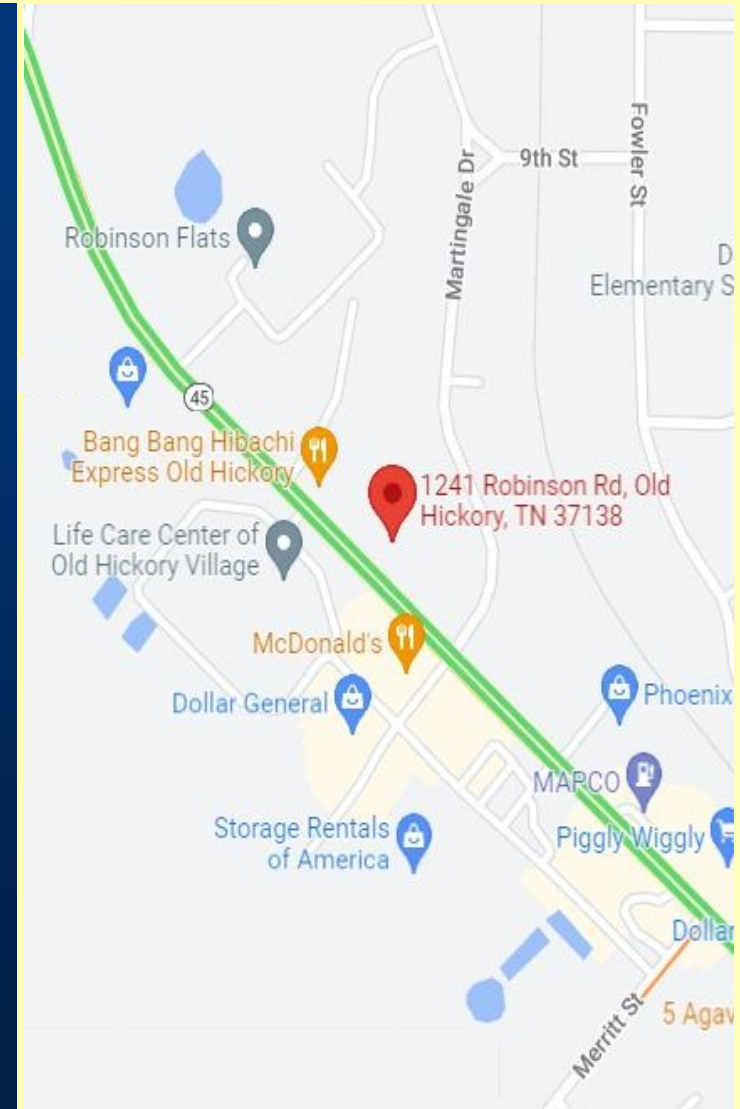 Fowler St
9th St
Martingale Dr
Robinson Flats
D
Elementary S
45
Bang Bang Hibachi
Express Old Hickory
1241 Robinson Rd, Old
Hickory, TN 37138
Life Care Center of
Old Hickory Village
McDonald's
Dollar General
Phoenix
MAPCO
Storage Rentals
of America
Piggly Wiggly
Dollar
5 Agav
Merritt St